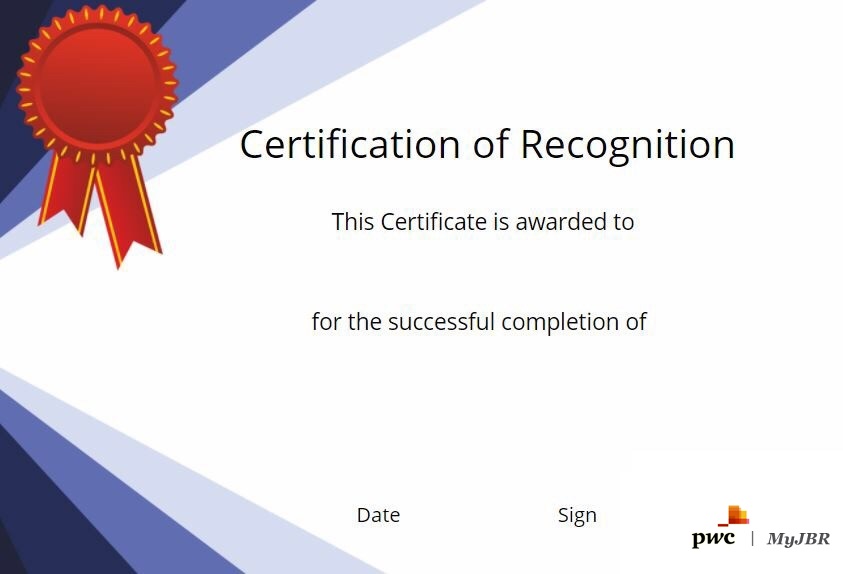 Certification of Recognition
This Certificate is awarded to
for the successful completion of
Date Sign
pwc | MyJBR